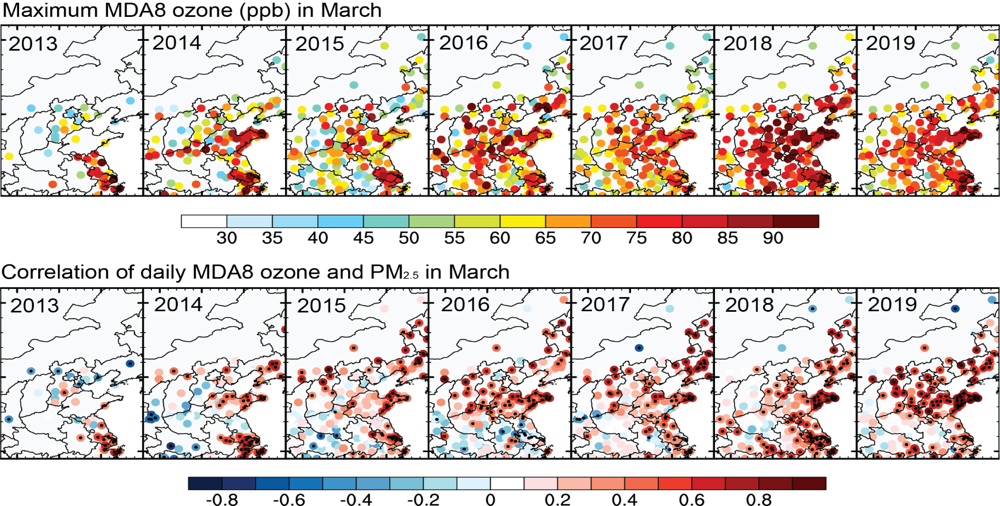 Maximum MDA8 ozone (ppb) in March
2013 2014 2015 2016 2017 2018 2019
30 35 40 45 50 55 60 65 70 75 80 85 90
Correlation of daily MDA8 ozone and PM2.5 in March
2013 2014 2015 2016 2017 2018 2019
-0.8 -0.6 -0.4 -0.2 0 0.2 0.4 0.6 0.8